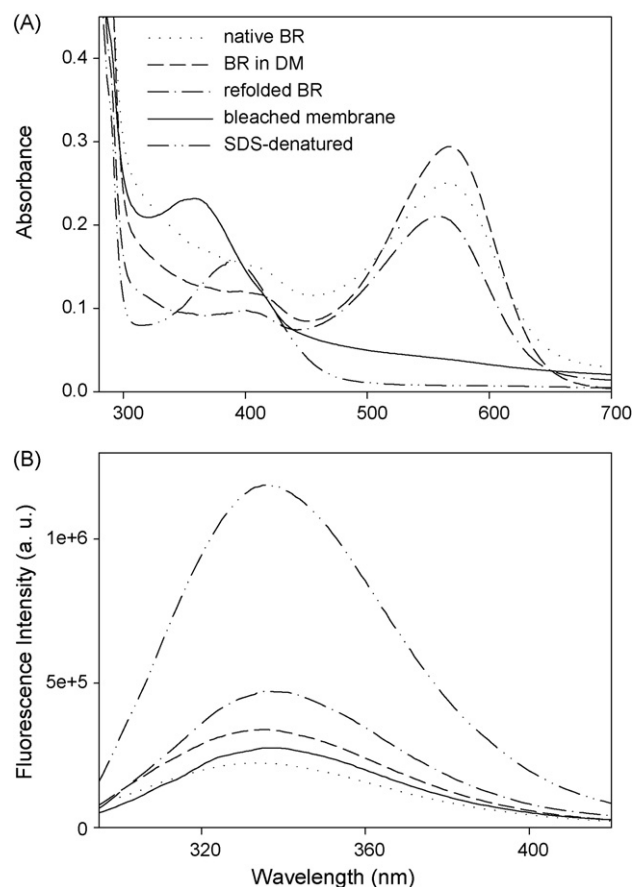 (A)
0.4
0.3
0.2
0.1
0.0
Absorbance
native BR
BR in DM
refolded BR
bleached membrane
SDS-denatured
300 400 500 600 700
(B)
1e+6
5e+5
0
Fluorescence Intensity (a. u.)
320 360 400
Wavelength (nm)